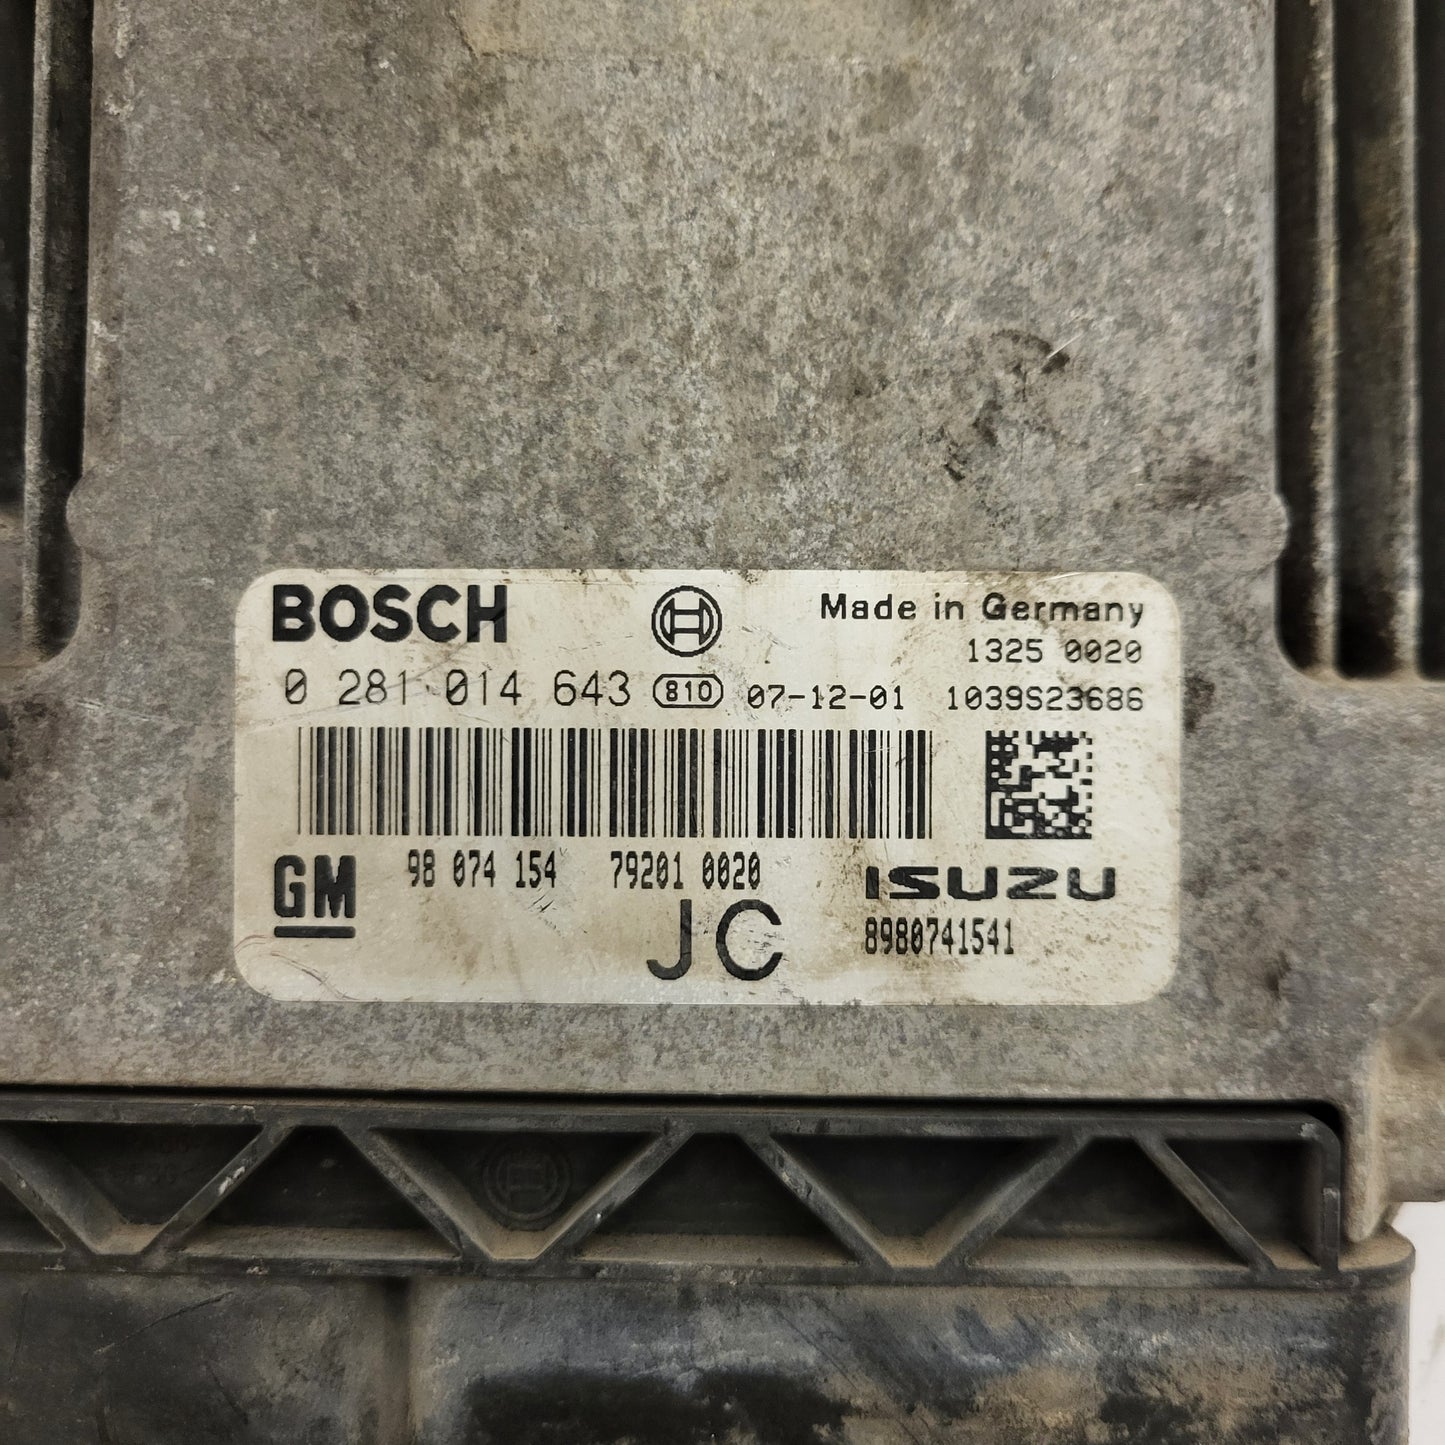 BOSCH Made in Germany
1325 0020
0 281 014 643 810 07-12-01 1039S23686
GM 98 074 154 79201 0020 ISUZU
JC 8980741541